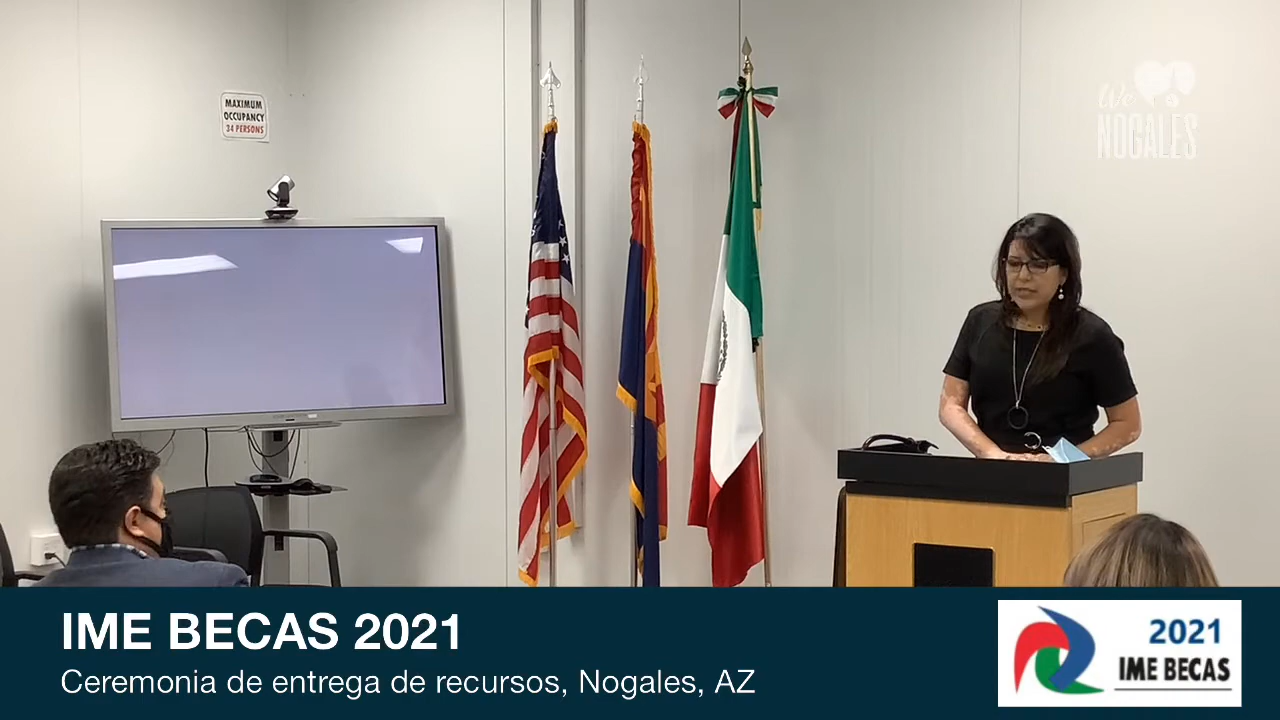 MAXIMUM
OCCUPANCY
34 PERSONS
We
NOGALES
IME BECAS 2021
Ceremonia de entrega de recursos, Nogales, AZ
2021
IME BECAS